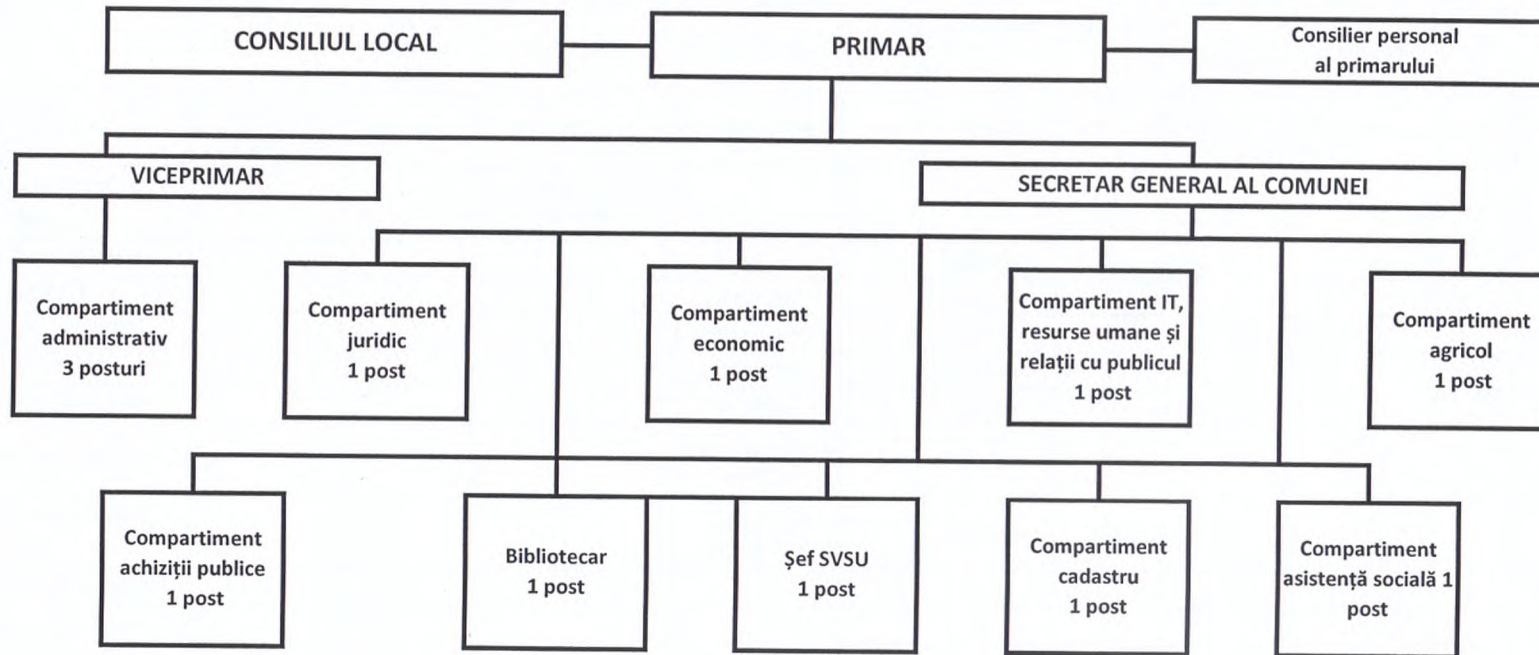 CONSILIUL LOCAL
PRIMAR
Consilier personal
al primarului
VICEPRIMAR
SECRETAR GENERAL AL COMUNEI
Compartiment
administrativ
3 posturi
Compartiment
juridic
1 post
Compartiment
economic
1 post
Compartiment IT,
resurse umane și
relații cu publicul
1 post
Compartiment
agricol
1 post
Compartiment
achiziții publice
1 post
Bibliotecar
1 post
Șef SVSU
1 post
Compartiment
cadastru
1 post
Compartiment
asistență socială 1
post